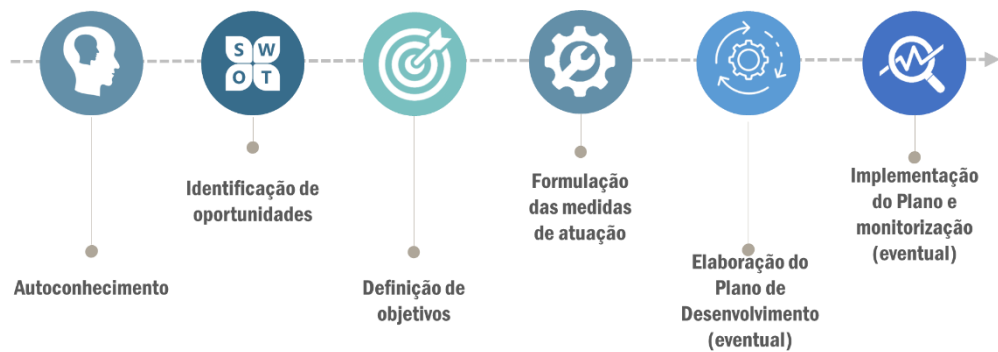 Autoconhecimento
S W
O T
Identificação de
oportunidades
Definição de
objetivos
Formulação
das medidas
de atuação
Elaboração do
Plano de
Desenvolvimento
(eventual)
Implementação
do Plano e
monitorização
(eventual)